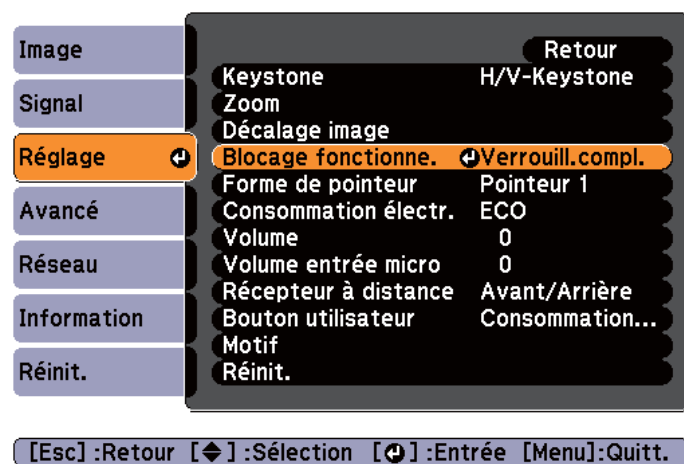 Image
Signal
Réglage
Avancé
Réseau
Information
Réinit.
Retour
Keystone H/V-Keystone
Zoom
Décalage image
Blocage fonctionne. Verrouill.compl.
Forme de pointeur Pointeur 1
Consommation électr. ECO
Volume 0
Volume entrée micro 0
Récepteur à distance Avant/Arrière
Bouton utilisateur Consommation...
Motif
Réinit.
[Esc] :Retour [◆] :Sélection [⏎] :Entrée [Menu]:Quitt.